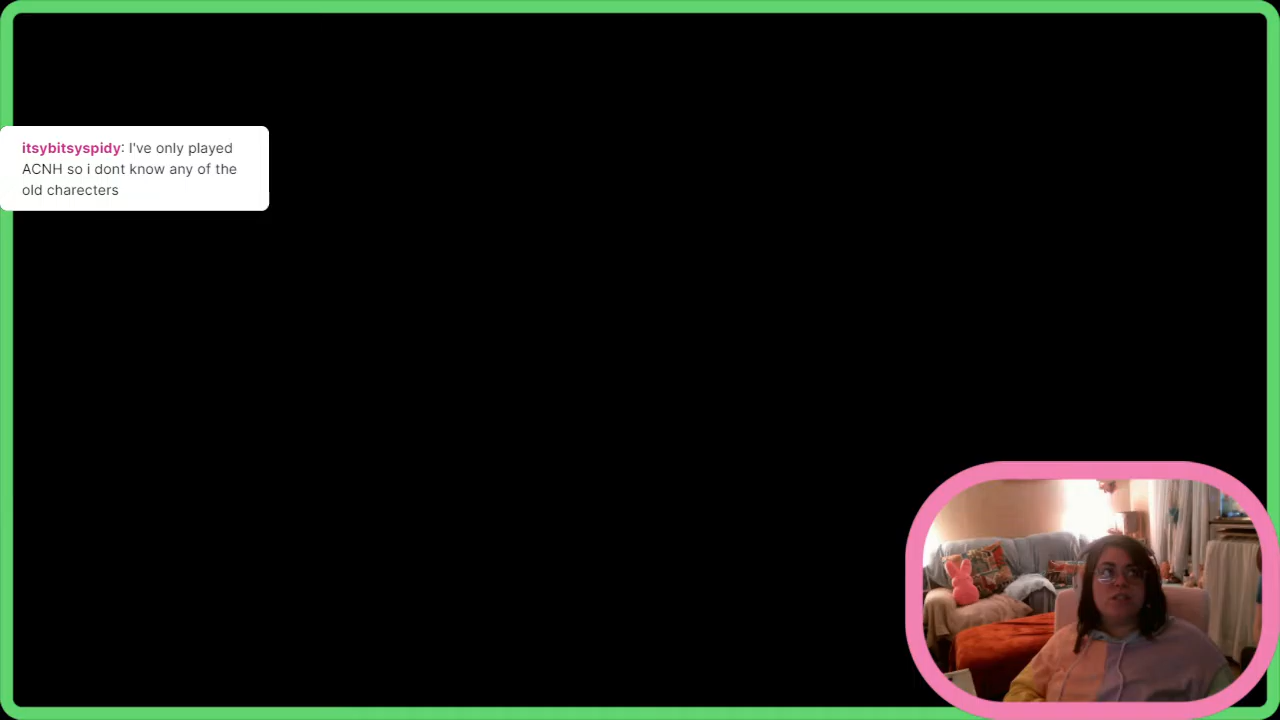 itsybitsyspidy: I've only played
ACNH so i dont know any of the
old charecters